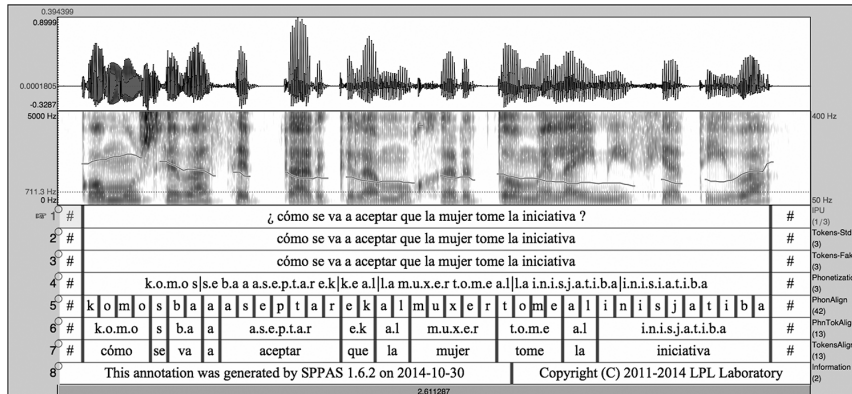 0.394399
0.8999
0.0001805
-0.3287
5000 Hz
400 Hz
711.3 Hz
0 Hz
50 Hz
1 # ¿ cómo se va a aceptar que la mujer tome la iniciativa ? # IPU (1/3)
2 # cómo se va a aceptar que la mujer tome la iniciativa # Tokens-Std (3)
3 # cómo se va a aceptar que la mujer tome la iniciativa # Tokens-Fak (3)
4 # k.o.m.o s|s.e b.a a a.s.e.p.t.a.r e.k|k.e a.l|l.a m.u.x.e.r t.o.m.e a.l|l.a i.n.i.s.j.a.t.i.b.a|i.n.i.s.i.a.t.i.b.a # Phonetization (3)
5 # k o m o s b a a a s e p t a r e k a l m u x e r t o m e a l i n i s j a t i b a # PhonAlign (42)
6 # k.o.m.o s b.a a a.s.e.p.t.a.r e.k a.l m.u.x.e.r t.o.m.e a.l i.n.i.s.j.a.t.i.b.a # PhnTokAlign (13)
7 # cómo se va a aceptar que la mujer tome la iniciativa # TokensAlign (13)
8 This annotation was generated by SPPAS 1.6.2 on 2014-10-30 Copyright (C) 2011-2014 LPL Laboratory Information (2)
2.611287